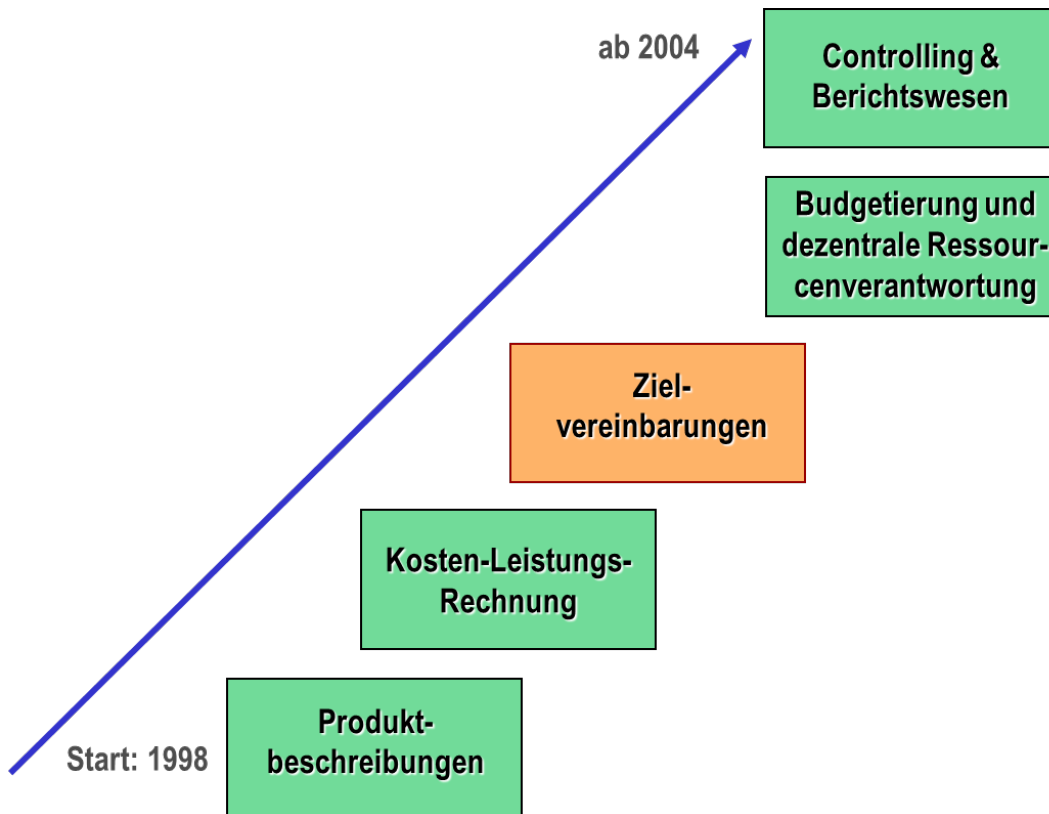 ab 2004
Controlling &
Berichtswesen
Budgetierung und
dezentrale Ressour-
cenverantwortung
Ziel-
vereinbarungen
Kosten-Leistungs-
Rechnung
Produkt-
beschreibungen
Start: 1998